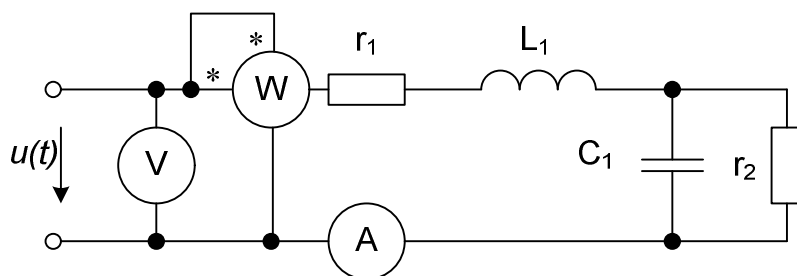 * r₁ L₁
* W
u(t) V C₁ r₂
A